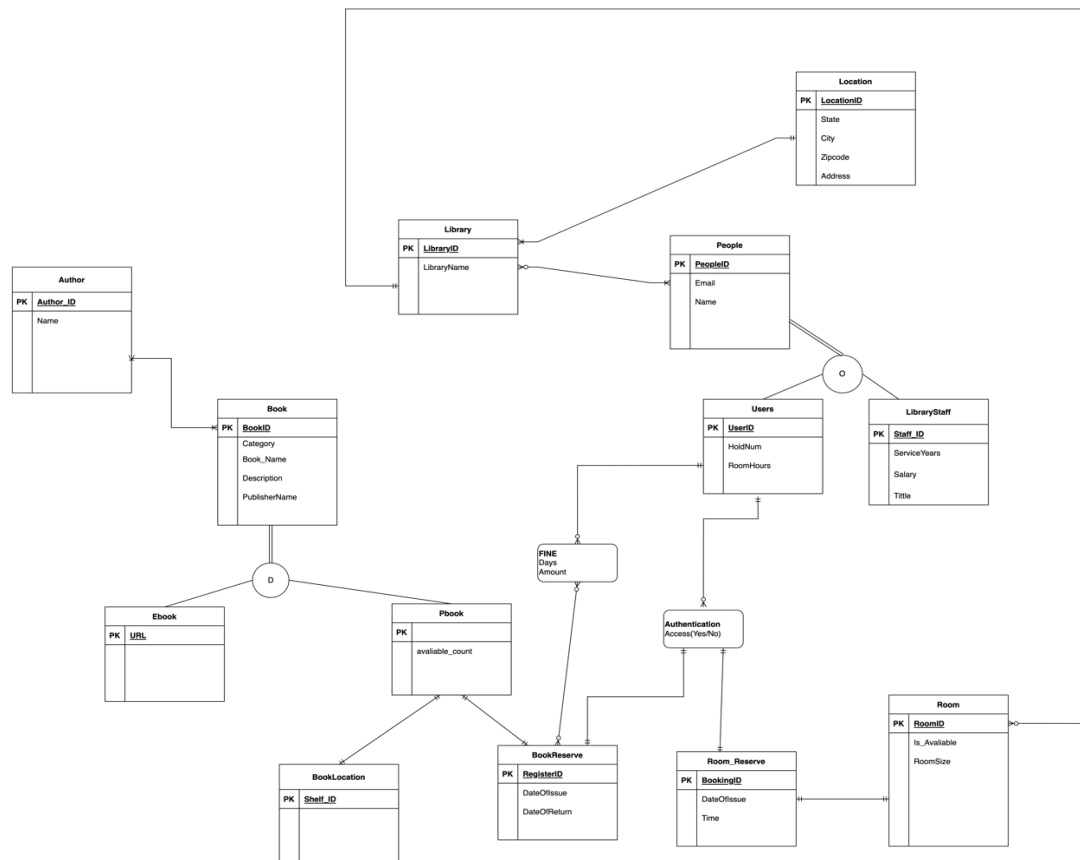 Location
PK LocationID
State
City
Zipcode
Address
Library
PK LibraryID
LibraryName
People
PK PeopleID
Email
Name
Author
PK Author_ID
Name
O
Book
PK BookID
Category
Book_Name
Description
PublisherName
Users
PK UserID
HoldNum
RoomHours
LibraryStaff
PK Staff_ID
ServiceYears
Salary
Tittle
FINE
Days
Amount
D
Ebook
PK URL
Pbook
PK
avaliable_count
Authentication
Access(Yes/No)
Room
PK RoomID
Is_Avaliable
RoomSize
BookLocation
PK Shelf_ID
BookReserve
PK RegisterID
DateOfIssue
DateOfReturn
Room_Reserve
PK BookingID
DateOfIssue
Time